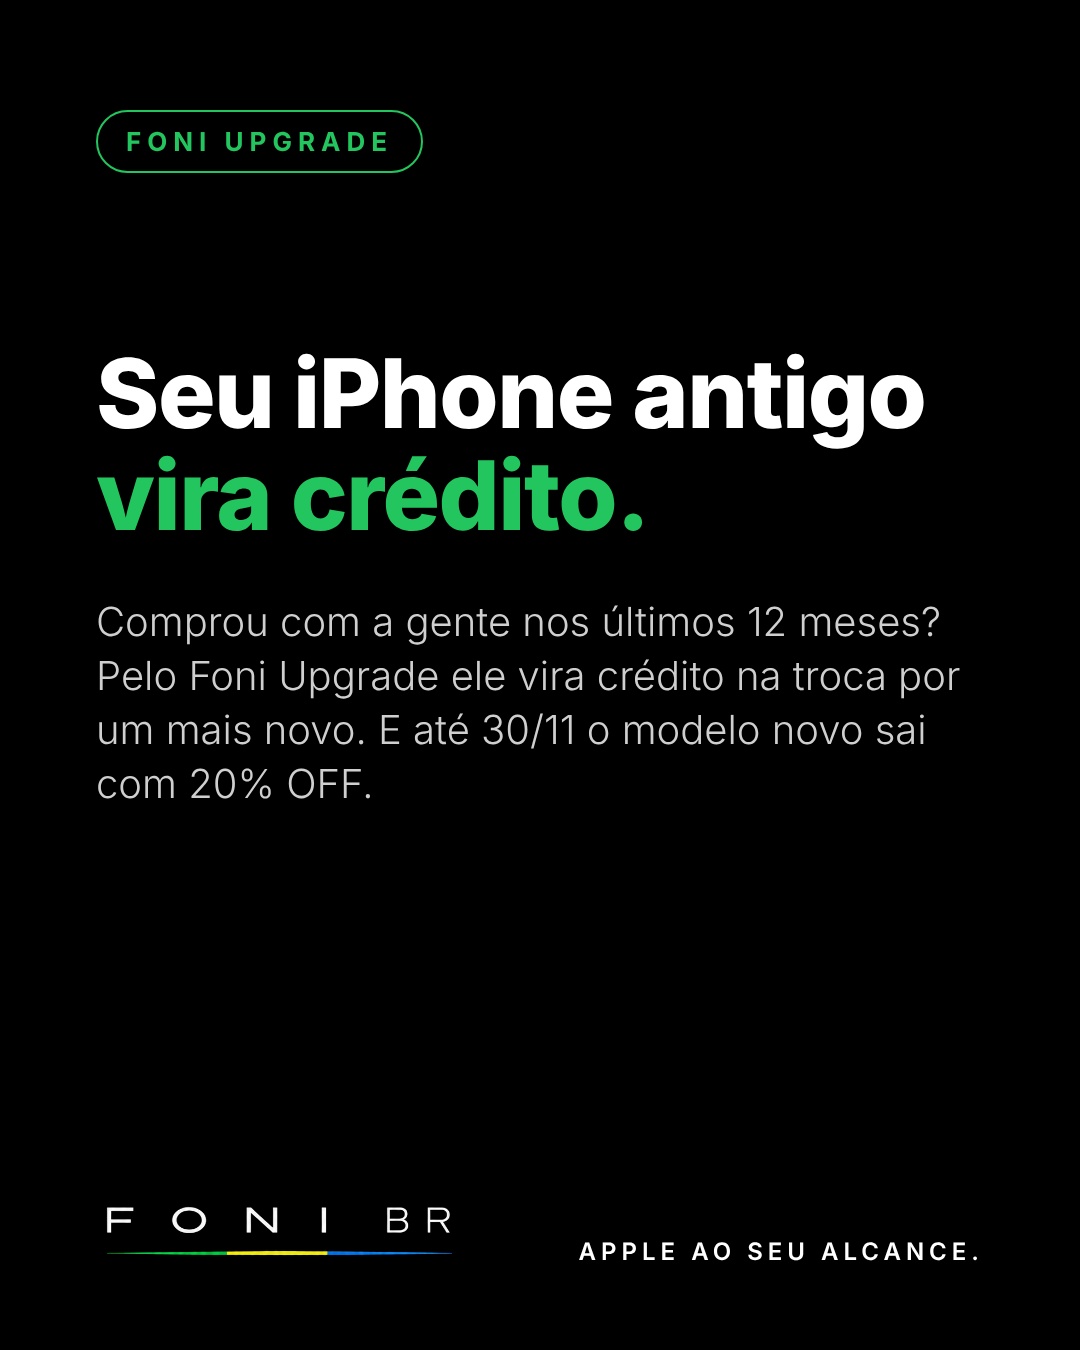 FONI UPGRADE
Seu iPhone antigo
vira crédito.
Comprou com a gente nos últimos 12 meses?
Pelo Foni Upgrade ele vira crédito na troca por
um mais novo. E até 30/11 o modelo novo sai
com 20% OFF.
FONI BR
APPLE AO SEU ALCANCE.